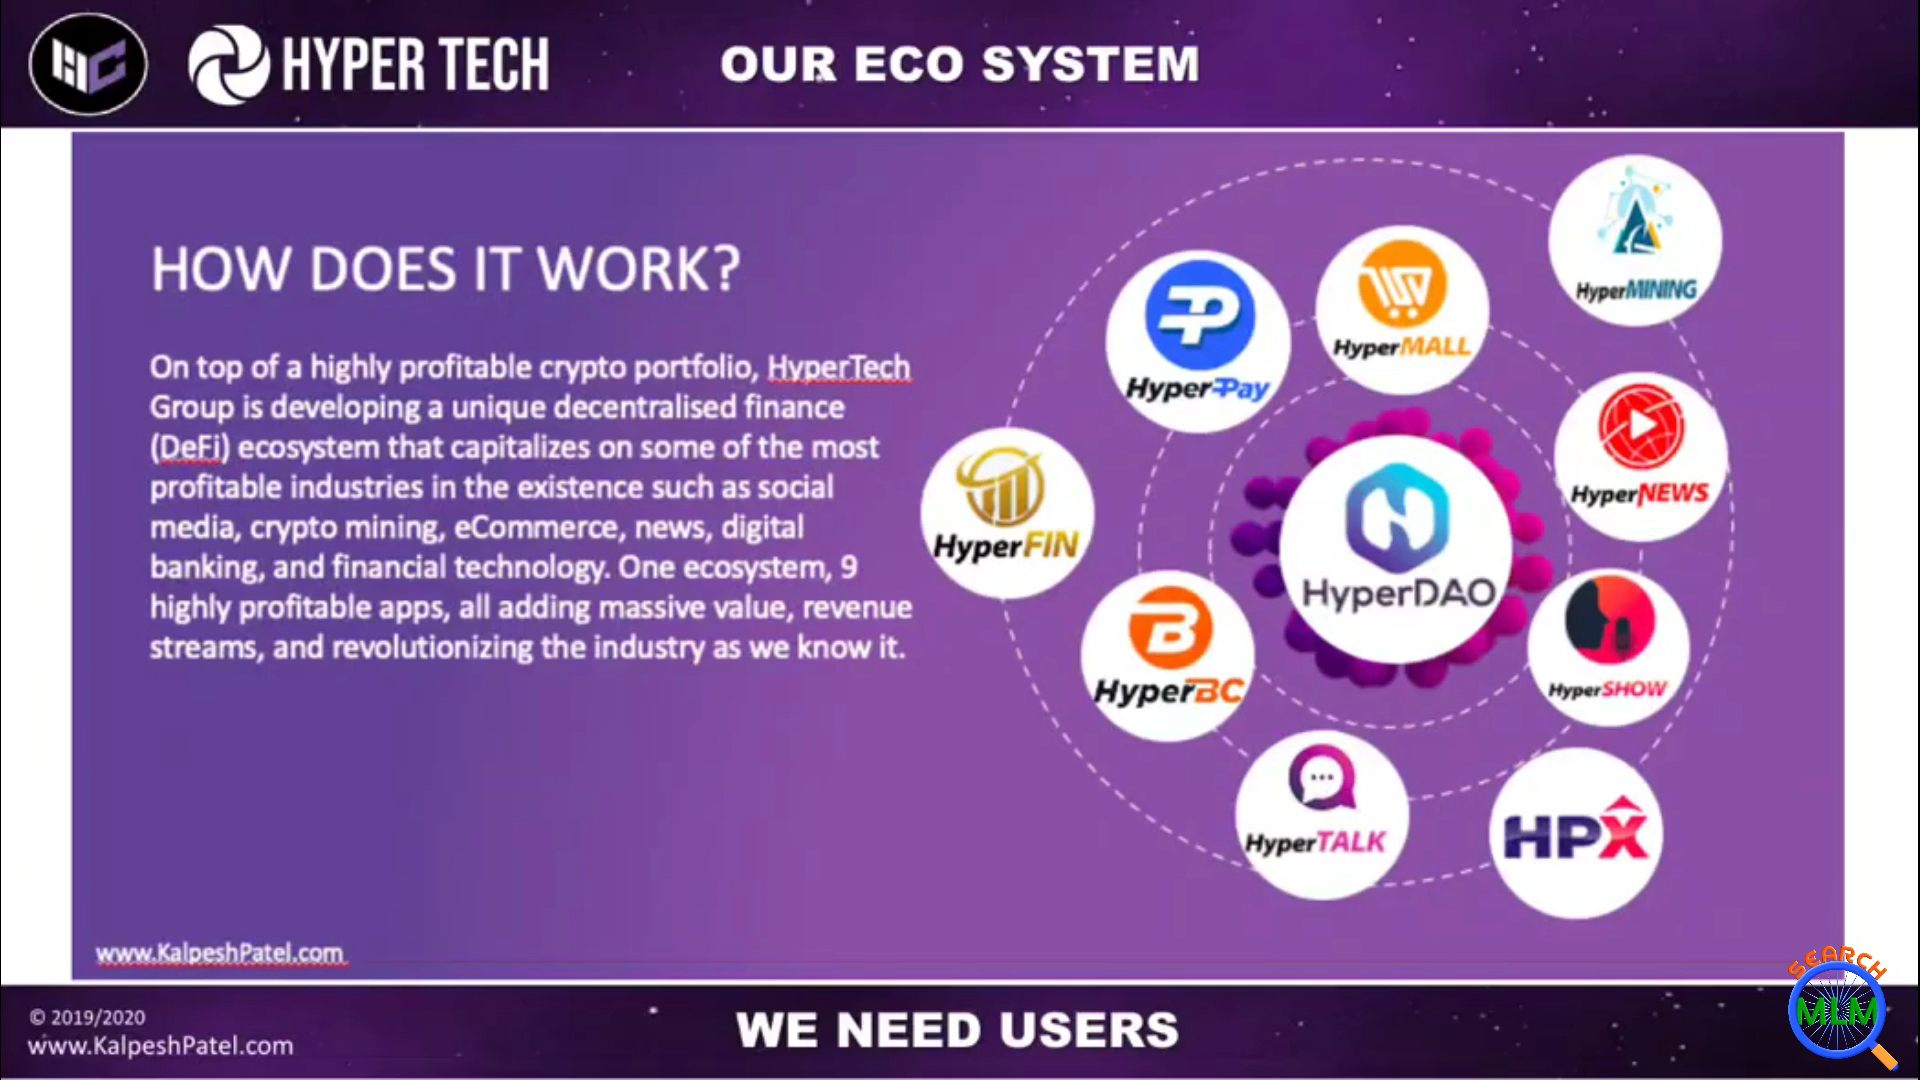 HC
HYPER TECH
OUR ECO SYSTEM
HOW DOES IT WORK?
On top of a highly profitable crypto portfolio, HyperTech
Group is developing a unique decentralised finance
(DeFi) ecosystem that capitalizes on some of the most
profitable industries in the existence such as social
media, crypto mining, eCommerce, news, digital
banking, and financial technology. One ecosystem, 9
highly profitable apps, all adding massive value, revenue
streams, and revolutionizing the industry as we know it.
HyperMINING
HyperPay
HyperMALL
HyperNEWS
HyperFIN
HyperDAO
HyperBC
HyperSHOW
HyperTALK
HPX
www.KalpeshPatel.com
© 2019/2020
www.KalpeshPatel.com
WE NEED USERS
SEARCH
MLM